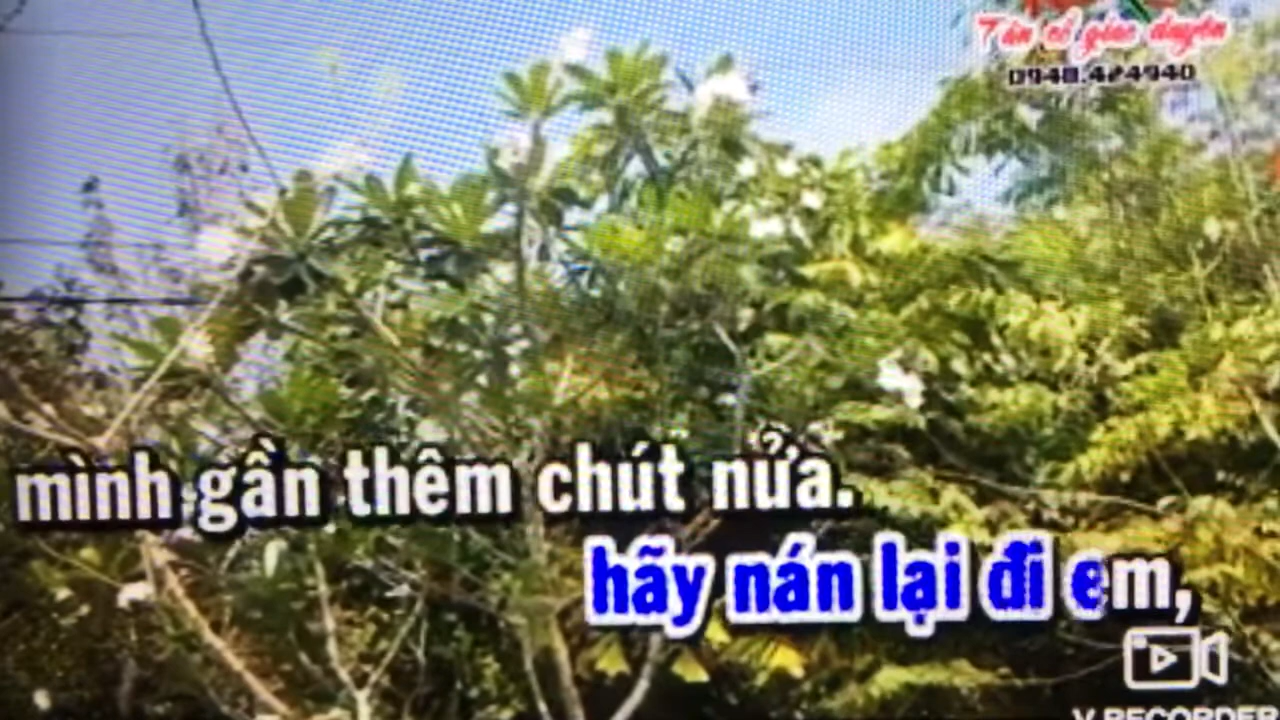 Tân cổ giao duyên
0948.424940
mình gần thêm chút nửa.
hãy nán lại đi em,
V RECORDER